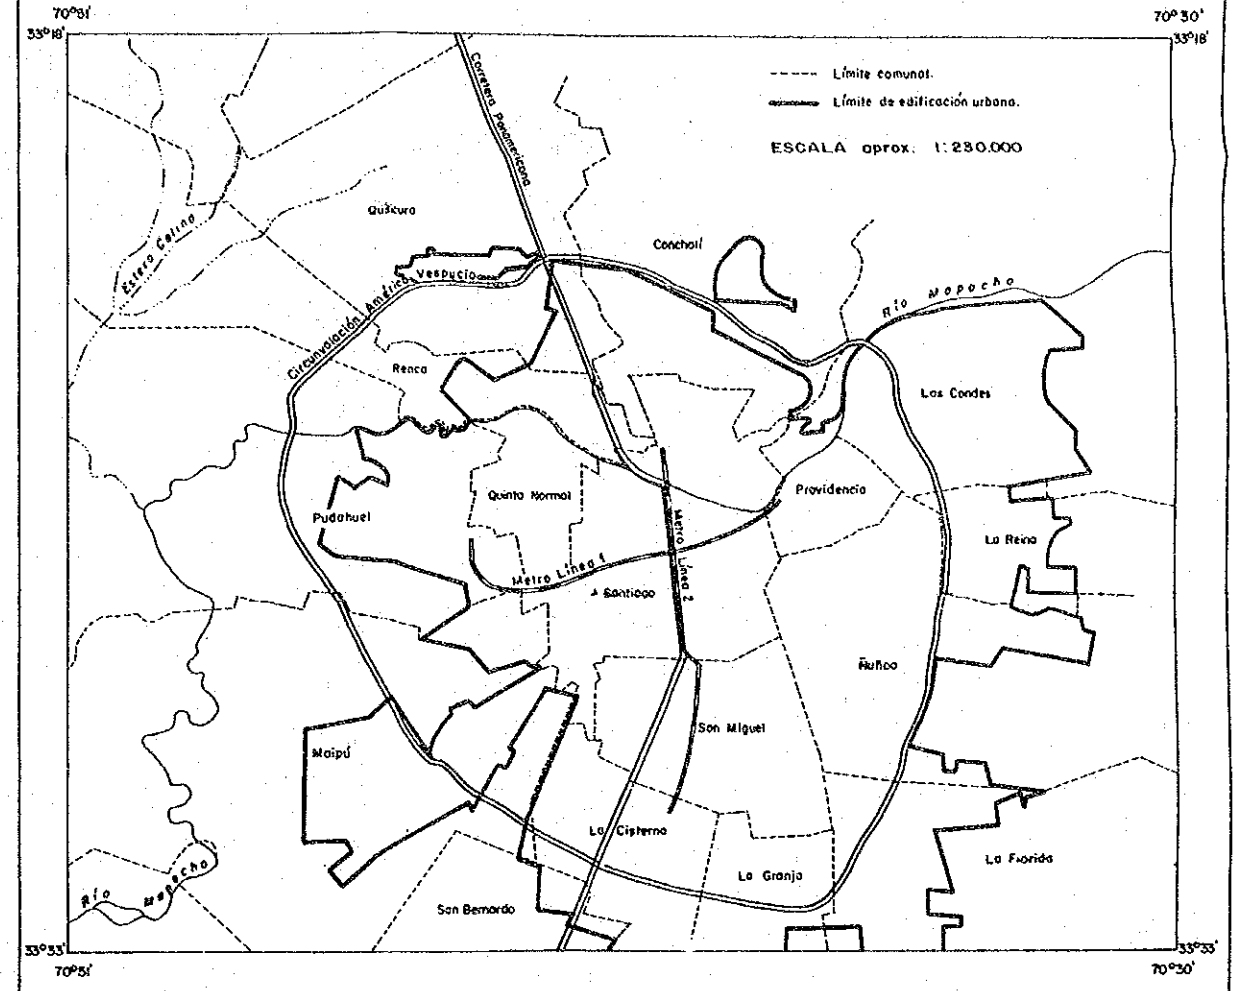 70°51'
70°30'
33°18'
33°18'
Límite comunal.
Límite de edificación urbana.
ESCALA aprox. 1:230.000
Carretera Panamericana
Quilicura
Conchalí
Estero Colina
Circunvalación Américo Vespucio
Río Mapocho
Renca
Las Condes
Quinta Normal
Providencia
Pudahuel
La Reina
Metro Línea 1
Metro Línea 2
Santiago
Ñuñoa
San Miguel
Maipú
La Cisterna
La Florida
La Granja
Río Mapocho
San Bernardo
33°33'
33°33'
70°51'
70°30'